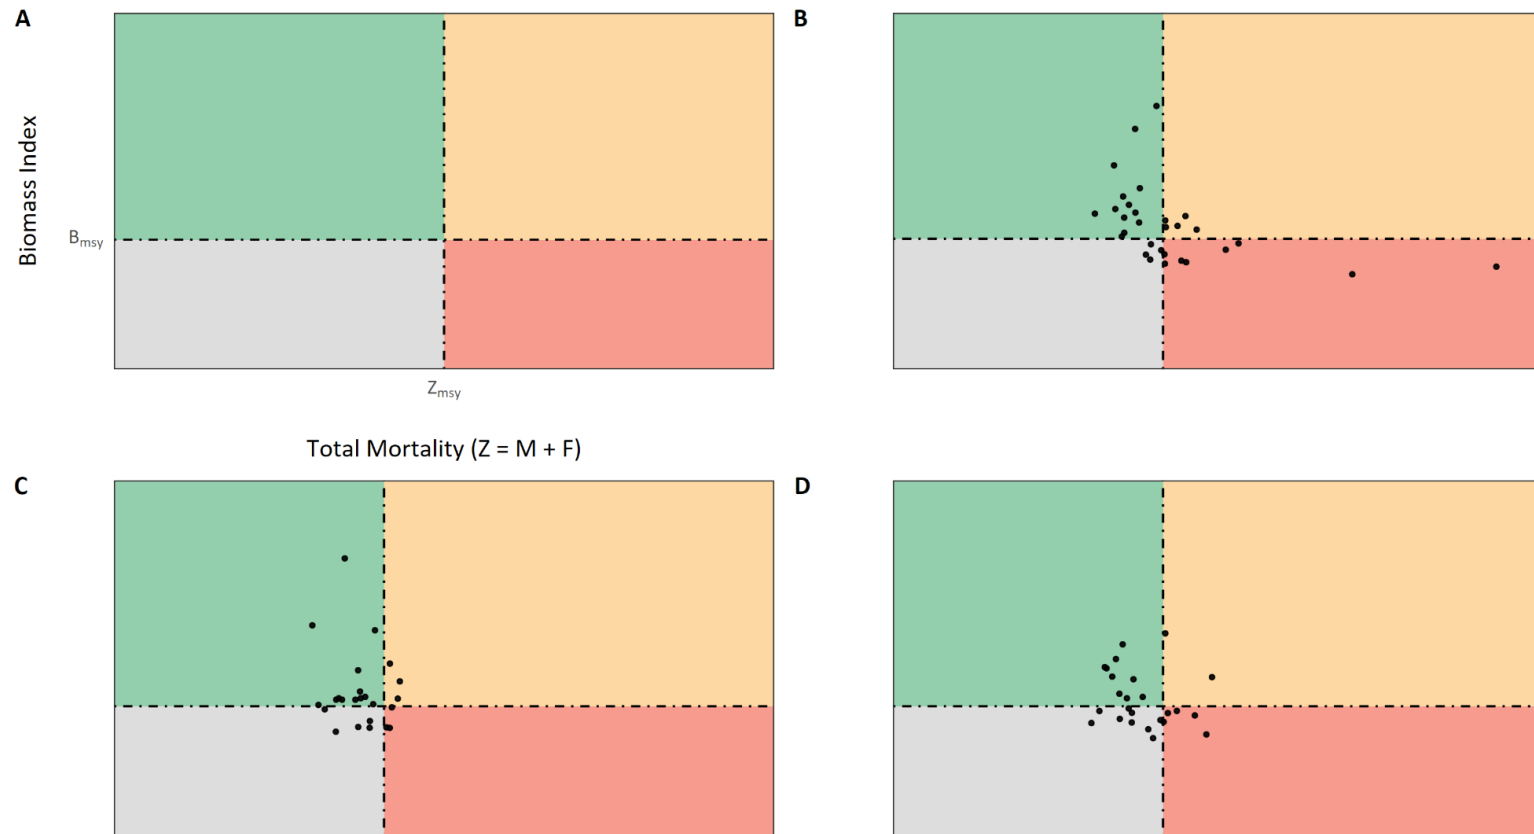 A
B
Biomass Index
Bmsy
Zmsy
Total Mortality (Z = M + F)
C
D